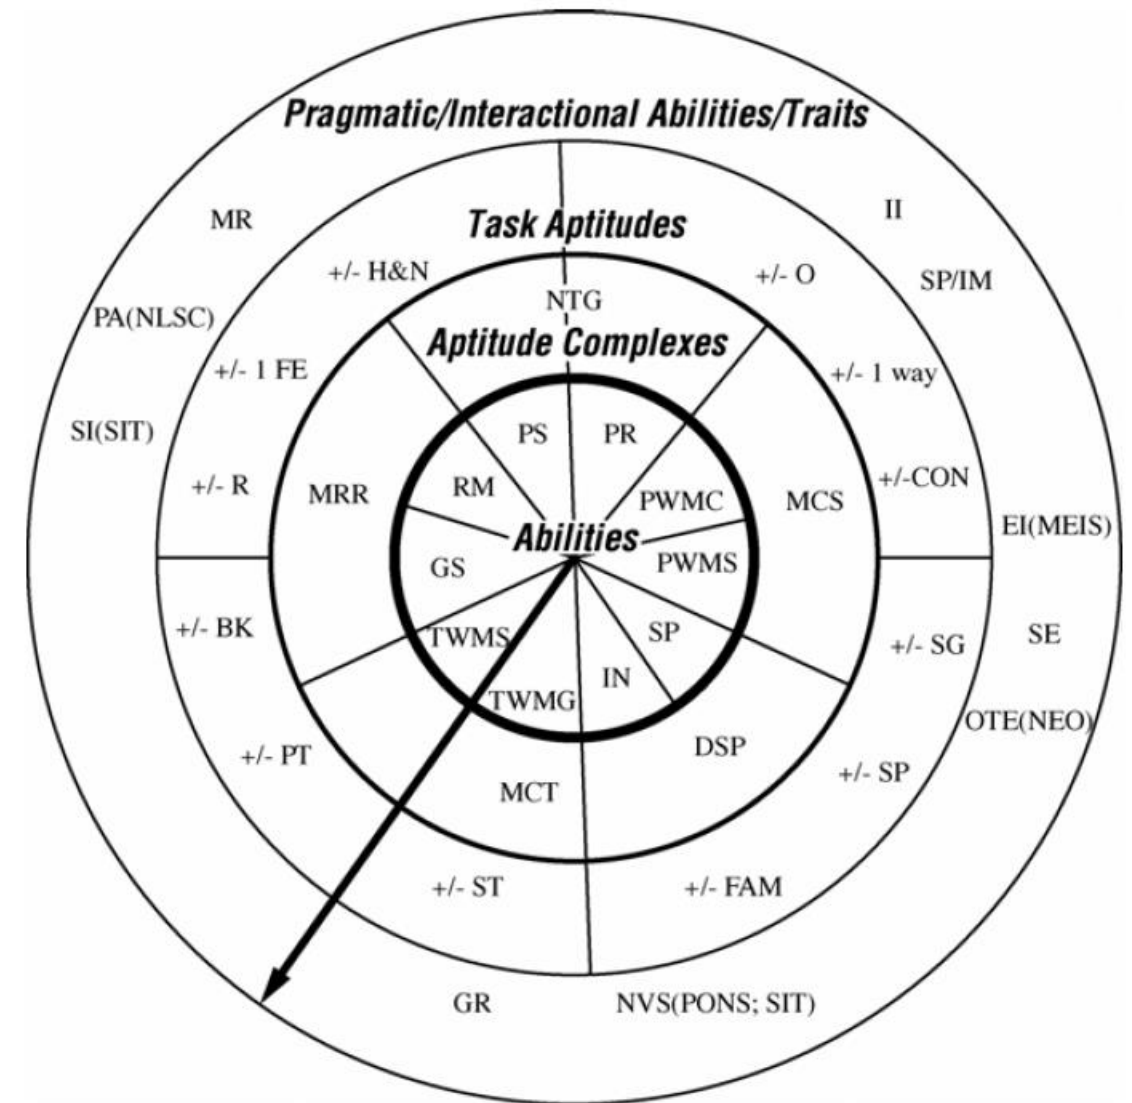 Pragmatic/Interactional Abilities/Traits
MR
II
Task Aptitudes
+/- H&N
+/- O
SP/IM
NTG
PA(NLSC)
Aptitude Complexes
+/- 1 FE
+/- 1 way
SI(SIT)
PS
PR
+/- R
MRR
RM
PWMC
MCS
+/-CON
EI(MEIS)
Abilities
GS
PWMS
+/- BK
TWMS
SP
+/- SG
SE
IN
TWMG
OTE(NEO)
+/- PT
DSP
+/- SP
MCT
+/- ST
+/- FAM
GR
NVS(PONS; SIT)